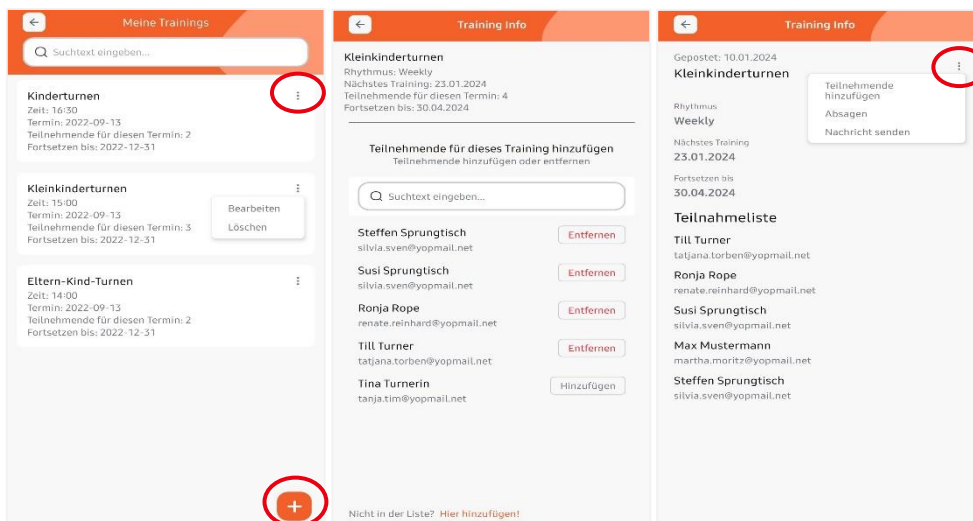 Meine Trainings
Suchtext eingeben...
Kinderturnen
Zeit: 16:30
Termin: 2022-09-13
Teilnehmende für diesen Termin: 2
Fortsetzen bis: 2022-12-31
Kleinkinderturnen
Zeit: 15:00
Termin: 2022-09-13
Teilnehmende für diesen Termin: 3
Fortsetzen bis: 2022-12-31
Bearbeiten
Löschen
Eltern-Kind-Turnen
Zeit: 14:00
Termin: 2022-09-13
Teilnehmende für diesen Termin: 2
Fortsetzen bis: 2022-12-31
Training Info
Kleinkinderturnen
Rhythmus: Weekly
Nächstes Training: 23.01.2024
Teilnehmende für diesen Termin: 4
Fortsetzen bis: 30.04.2024
Teilnehmende für dieses Training hinzufügen
Teilnehmende hinzufügen oder entfernen
Suchtext eingeben...
Steffen Sprungtisch
silvia.sven@yopmail.net
Entfernen
Susi Sprungtisch
silvia.sven@yopmail.net
Entfernen
Ronja Rope
renate.reinhard@yopmail.net
Entfernen
Till Turner
tatjana.torben@yopmail.net
Entfernen
Tina Turnerin
tanja.tim@yopmail.net
Hinzufügen
Nicht in der Liste? Hier hinzufügen!
Training Info
Gepostet: 10.01.2024
Kleinkinderturnen
Teilnehmende
hinzufügen
Absagen
Nachricht senden
Rhythmus
Weekly
Nächstes Training
23.01.2024
Fortsetzen bis
30.04.2024
Teilnahmeliste
Till Turner
tatjana.torben@yopmail.net
Ronja Rope
renate.reinhard@yopmail.net
Susi Sprungtisch
silvia.sven@yopmail.net
Max Mustermann
martha.moritz@yopmail.net
Steffen Sprungtisch
silvia.sven@yopmail.net